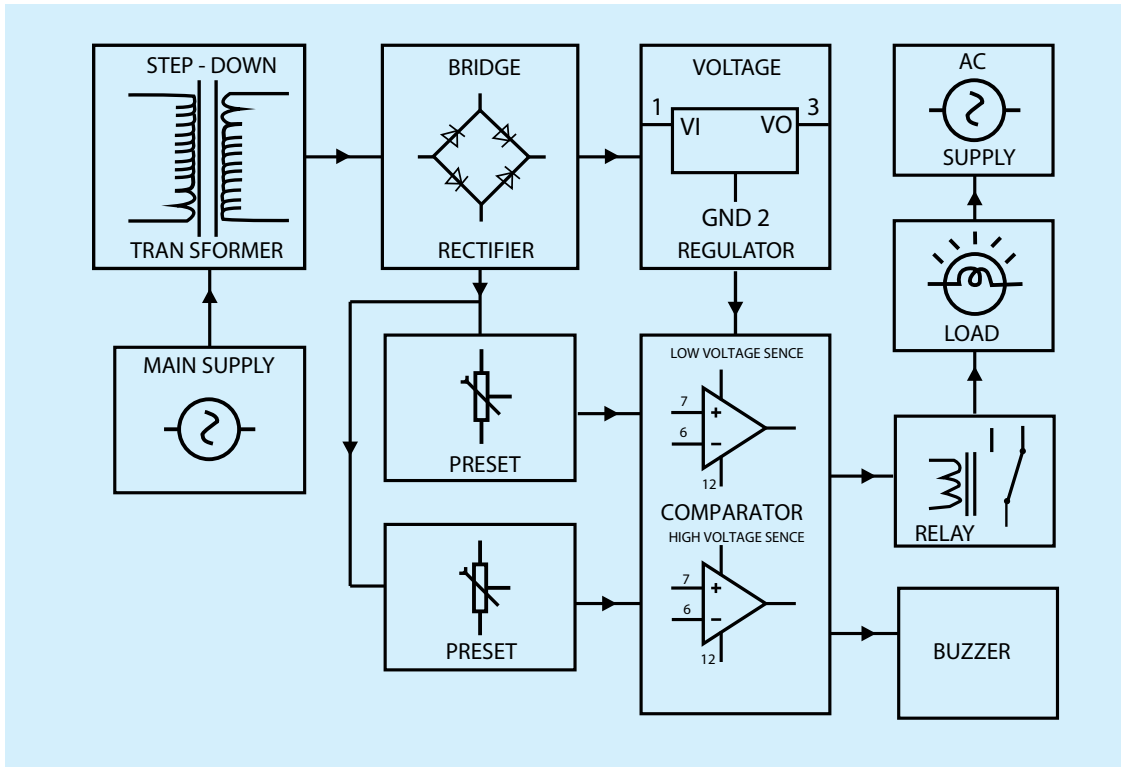 STEP - DOWN
TRAN SFORMER
BRIDGE
RECTIFIER
VOLTAGE
1
3
VI
VO
GND 2
REGULATOR
AC
SUPPLY
LOAD
MAIN SUPPLY
PRESET
LOW VOLTAGE SENCE
7
+
6
−
12
COMPARATOR
HIGH VOLTAGE SENCE
7
+
6
−
12
PRESET
RELAY
BUZZER